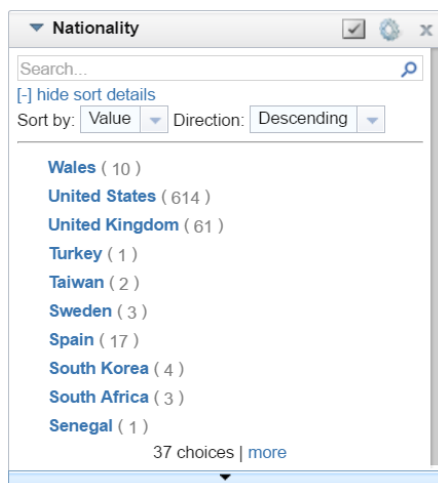 Nationality
Search...
[-] hide sort details
Sort by: Value Direction: Descending
Wales ( 10 )
United States ( 614 )
United Kingdom ( 61 )
Turkey ( 1 )
Taiwan ( 2 )
Sweden ( 3 )
Spain ( 17 )
South Korea ( 4 )
South Africa ( 3 )
Senegal ( 1 )
37 choices | more